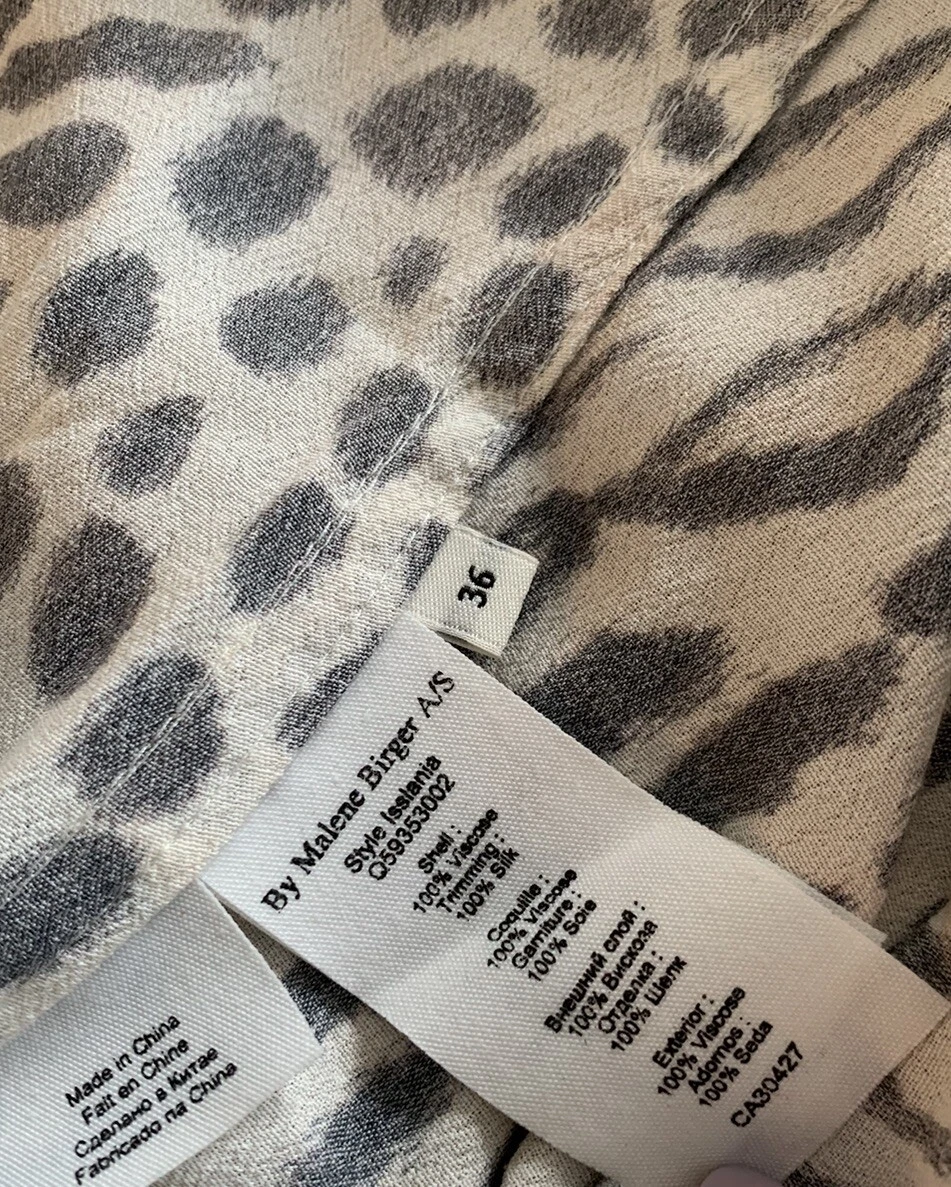 36
By Malene Birger A/S
Style Isslania
Q59353002
Shell :
100% Viscose
Trimming :
100% Silk
Coquille :
100% Viscose
Garniture :
100% Soie
Внешний слой :
100% Вискоза
Отделка :
100% Шелк
Exterior :
100% Viscosa
Adornos :
100% Seda
CA30427
Made in China
Fait en Chine
Сделано в Китае
Fabricado na China